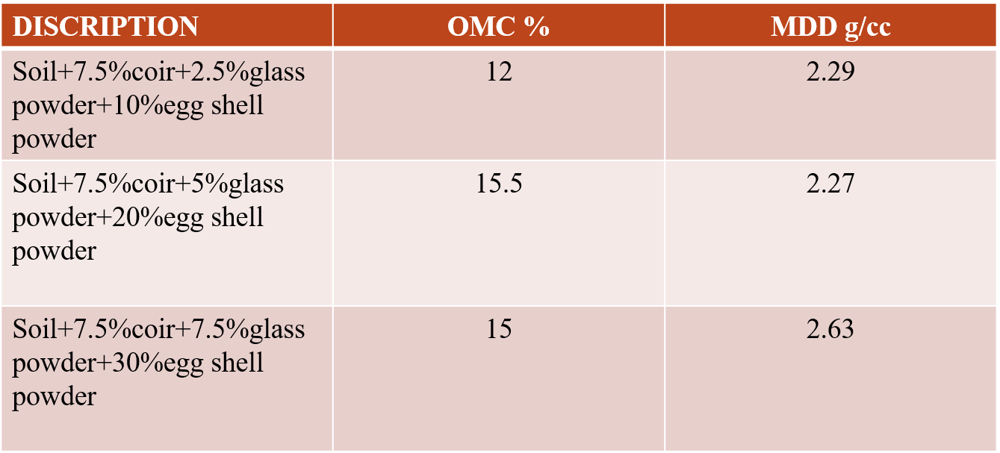 DISCRIPTION OMC % MDD g/cc
Soil+7.5%coir+2.5%glass 12 2.29
powder+10%egg shell
powder
Soil+7.5%coir+5%glass 15.5 2.27
powder+20%egg shell
powder
Soil+7.5%coir+7.5%glass 15 2.63
powder+30%egg shell
powder